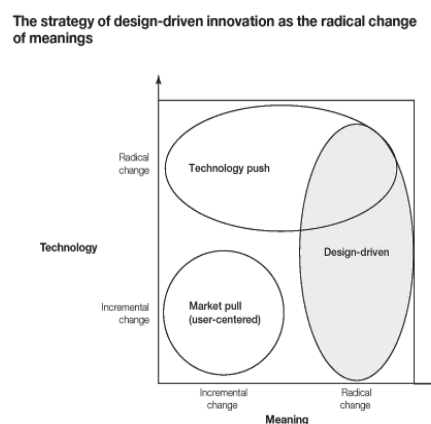 The strategy of design-driven innovation as the radical change
of meanings
Radical
change
Technology push
Technology
Design-driven
Incremental
change
Market pull
(user-centered)
Incremental
change
Radical
change
Meaning